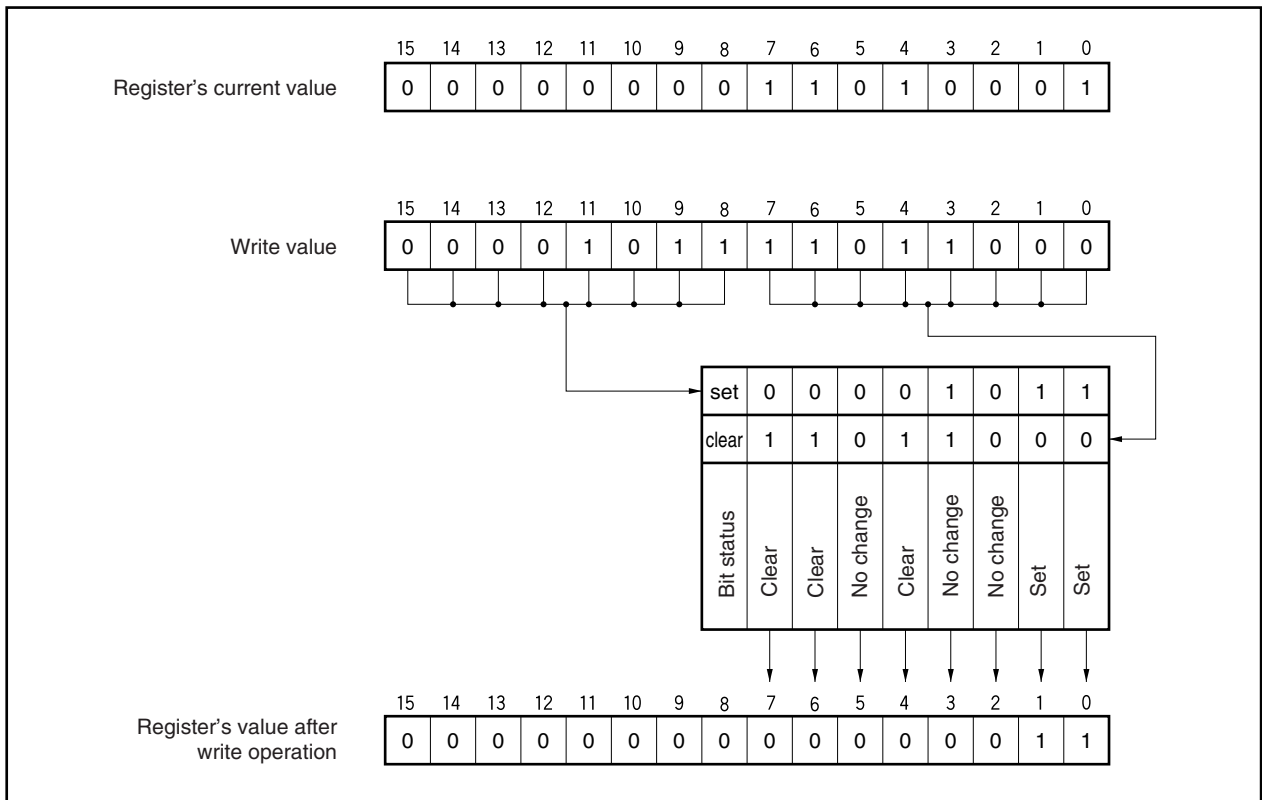 15 14 13 12 11 10 9 8 7 6 5 4 3 2 1 0
Register's current value 0 0 0 0 0 0 0 0 1 1 0 1 0 0 0 1
15 14 13 12 11 10 9 8 7 6 5 4 3 2 1 0
Write value 0 0 0 0 1 0 1 1 1 1 0 1 1 0 0 0
set 0 0 0 0 1 0 1 1
clear 1 1 0 1 1 0 0 0
Bit status Clear Clear No change Clear No change No change Set Set
15 14 13 12 11 10 9 8 7 6 5 4 3 2 1 0
Register's value after
write operation 0 0 0 0 0 0 0 0 0 0 0 0 0 0 1 1